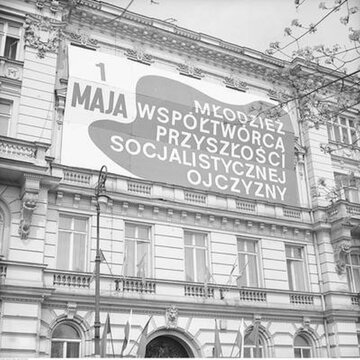 1
MAJA
MŁODZIEŻ
WSPÓŁTWÓRCĄ
PRZYSZŁOŚCI
SOCJALISTYCZNEJ
OJCZYZNY